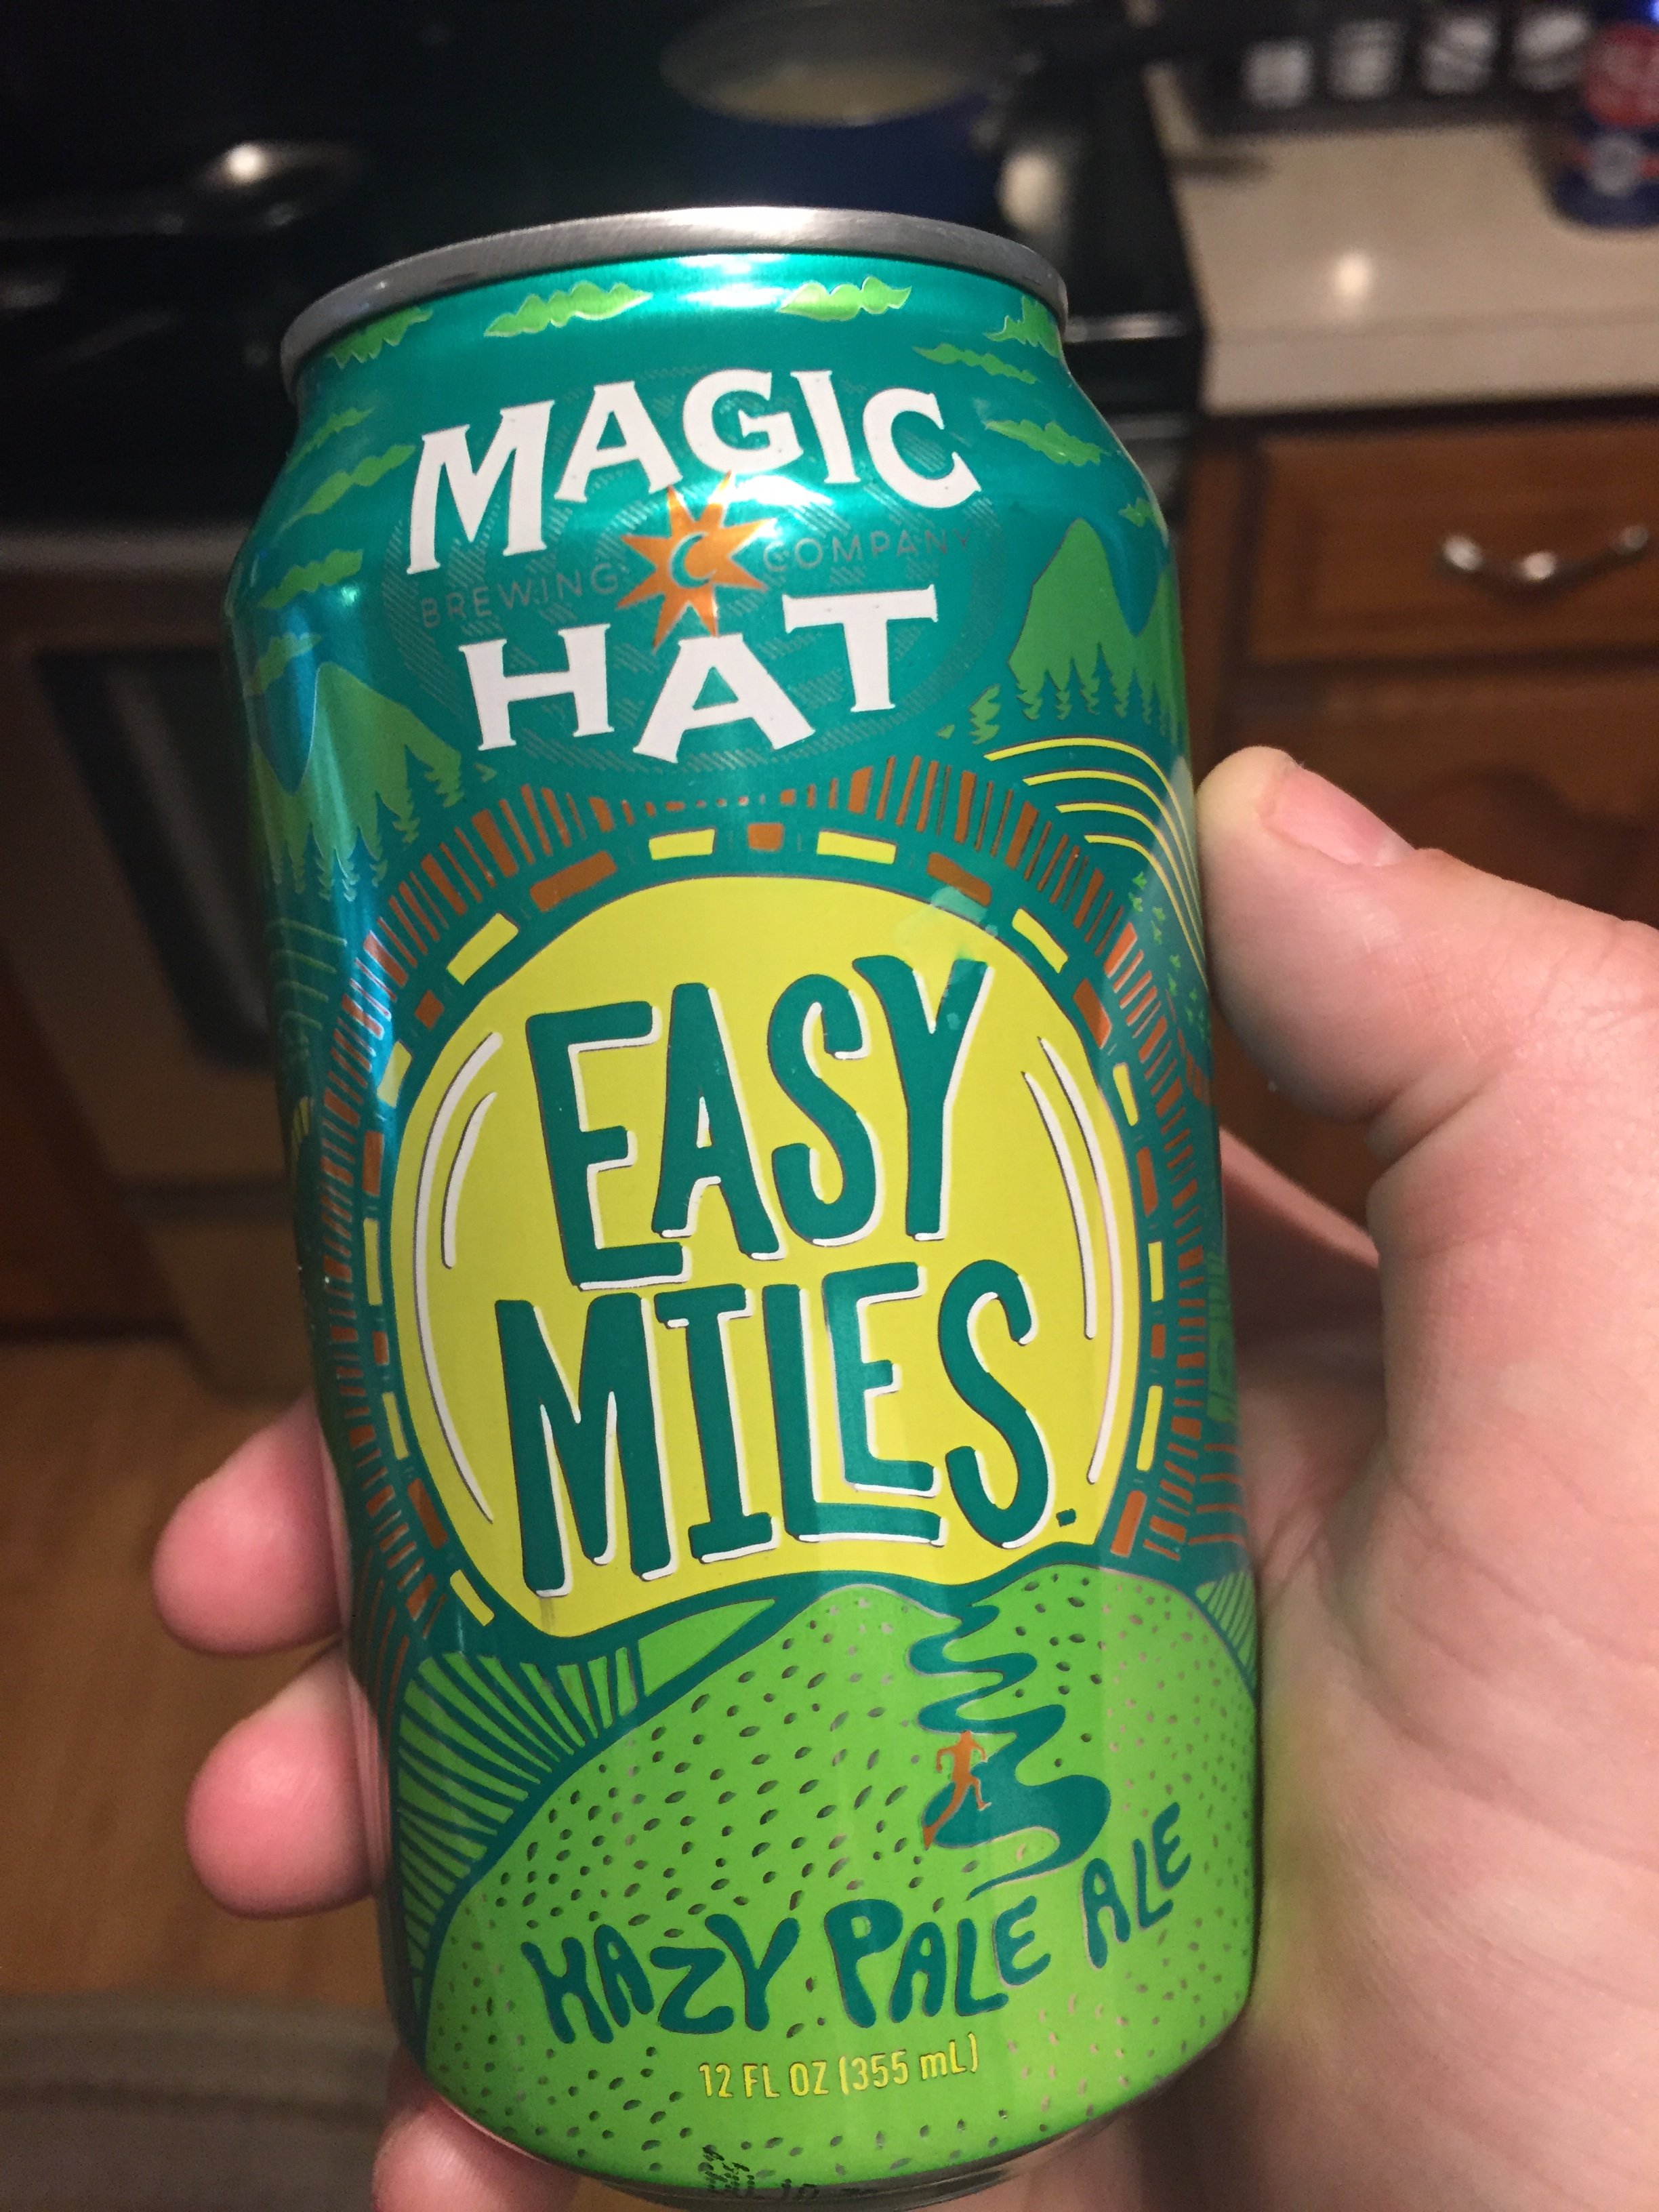 MAGIC
BREWING COMPANY
HAT
EASY
MILES
HAZY PALE ALE
12 FL OZ (355 mL)